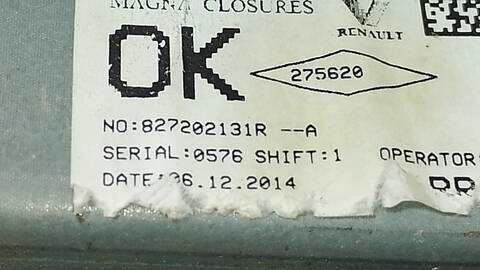 MAGNA CLOSURES
RENAULT
OK
275620
NO:827202131R --A
SERIAL:0576 SHIFT:1 OPERATOR:
DATE:06.12.2014